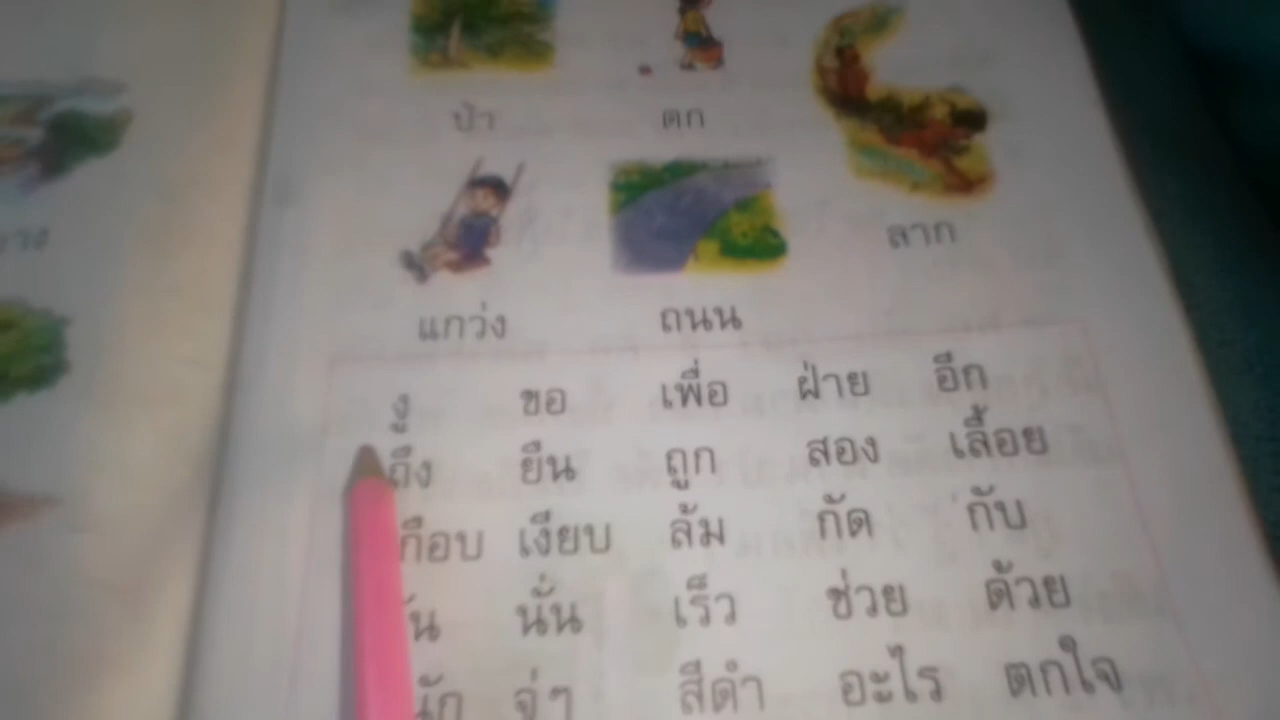 ป่า ตก
ลาก
แกว่ง ถนน
งู ขอ เพื่อ ฝ่าย อีก
ถึง ยืน ถูก สอง เลื้อย
เงียบ ล้ม กัด กับ
นั่น เร็ว ช่วย ด้วย
จู่ๆ สีดำ อะไร ตกใจ